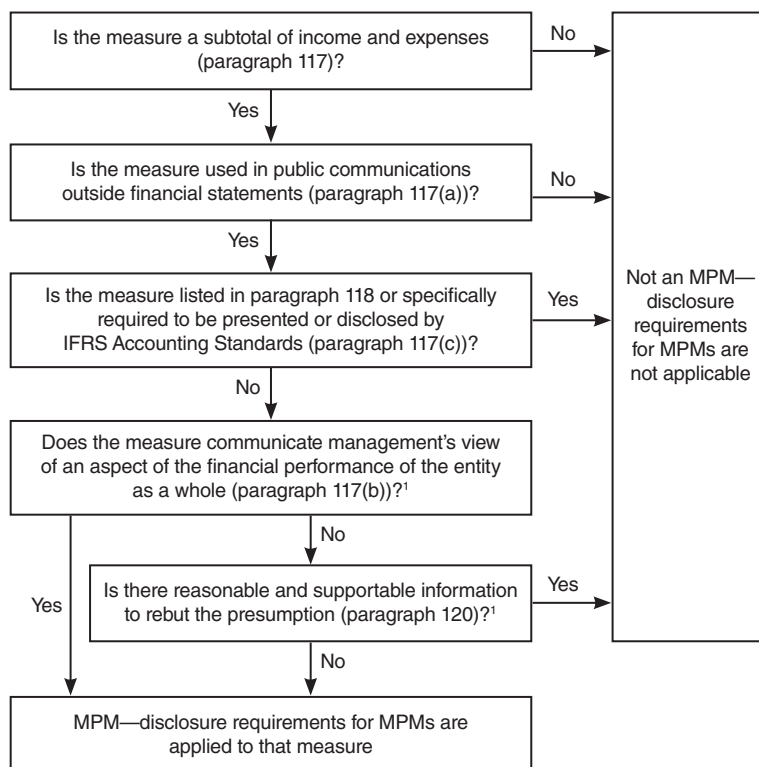 Is the measure a subtotal of income and expenses
(paragraph 117)?
No
Yes
Is the measure used in public communications
outside financial statements (paragraph 117(a))?
No
Yes
Is the measure listed in paragraph 118 or specifically
required to be presented or disclosed by
IFRS Accounting Standards (paragraph 117(c))?
Yes
Not an MPM—
disclosure
requirements
for MPMs are
not applicable
No
Does the measure communicate management’s view
of an aspect of the financial performance of the entity
as a whole (paragraph 117(b))?¹
No
Yes
Is there reasonable and supportable information
to rebut the presumption (paragraph 120)?¹
Yes
No
MPM—disclosure requirements for MPMs are
applied to that measure